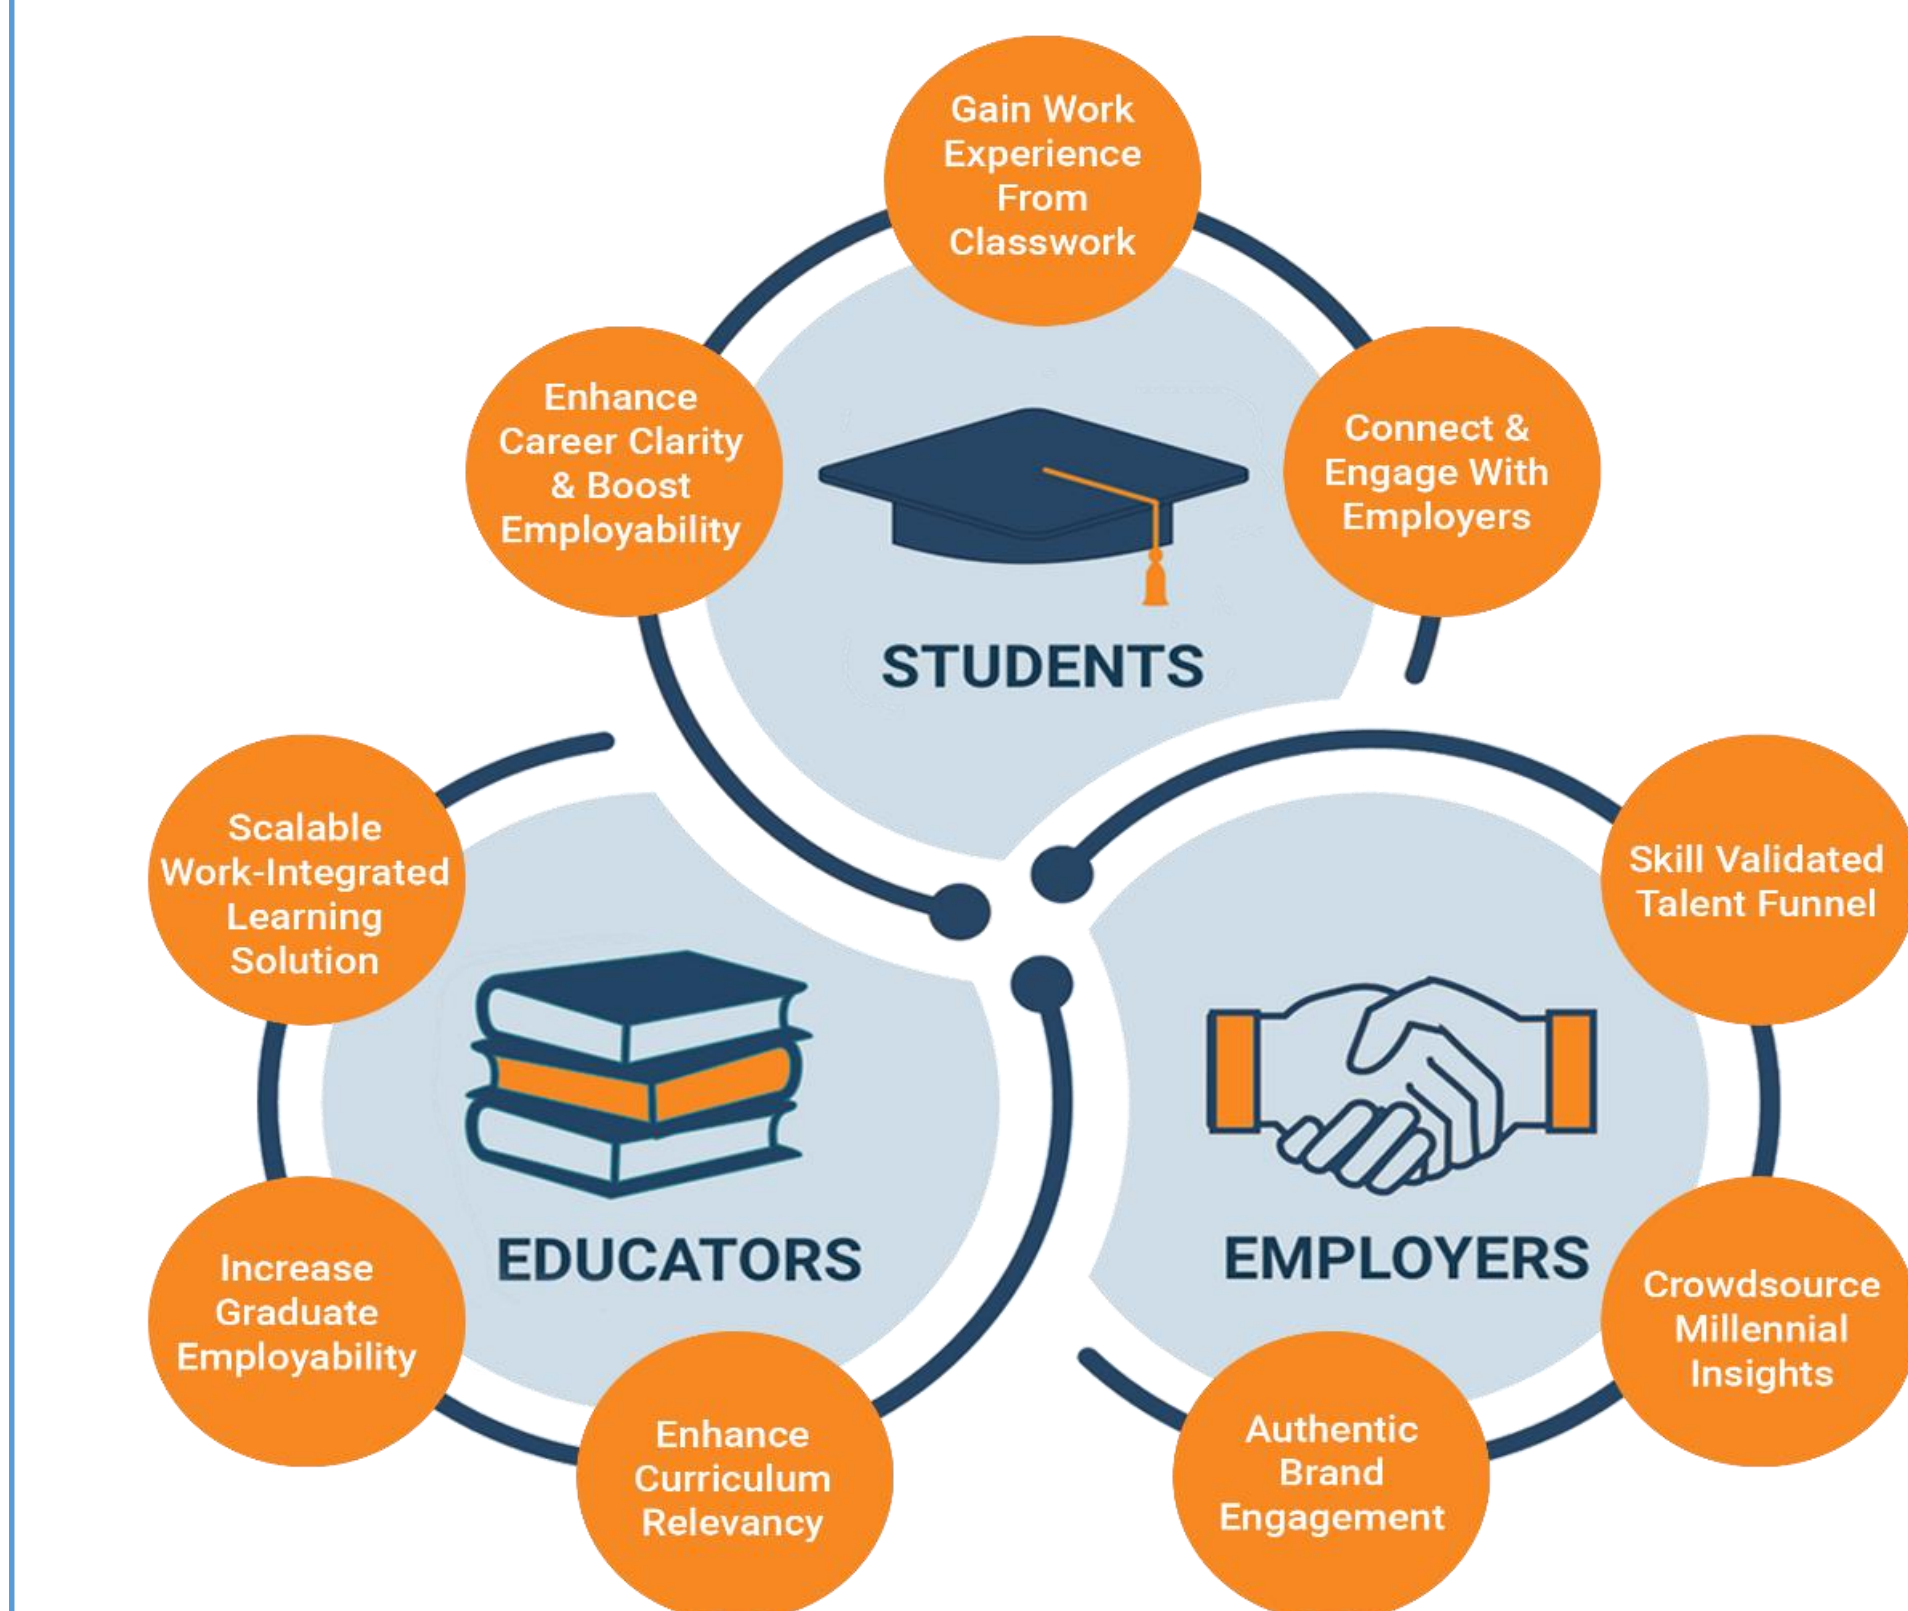 Gain Work
Experience
From
Classwork
Enhance
Career Clarity
& Boost
Employability
Connect &
Engage With
Employers
STUDENTS
Scalable
Work-Integrated
Learning
Solution
Skill Validated
Talent Funnel
EDUCATORS
EMPLOYERS
Increase
Graduate
Employability
Crowdsource
Millennial
Insights
Enhance
Curriculum
Relevancy
Authentic
Brand
Engagement